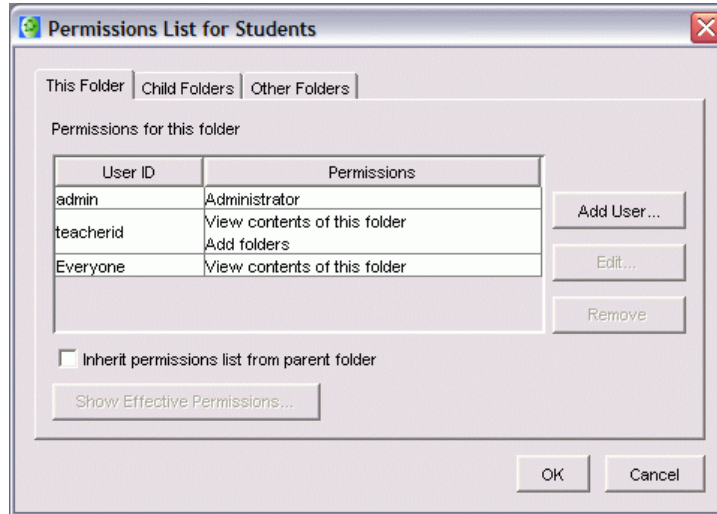 Permissions List for Students
This Folder Child Folders Other Folders
Permissions for this folder
User ID Permissions
admin Administrator
teacherid View contents of this folder
Add folders
Everyone View contents of this folder
Add User...
Edit...
Remove
Inherit permissions list from parent folder
Show Effective Permissions...
OK Cancel